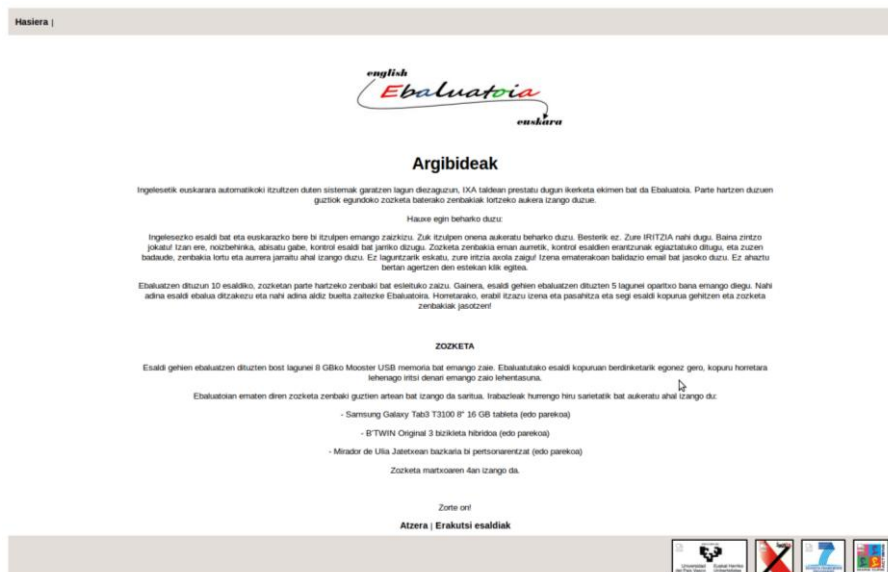 Hasiera |
english
Ebaluatoia
euskara
Argibideak
Ingelesetik euskarara automatikoki itzultzen duten sistemak garatzen lagun diezaguzun, IXA taldean prestatu dugun ikerketa ekimen bat da Ebaluatoia. Parte hartzen duzuen
guztiok egundoko zozketa baterako zenbakiak lortzeko aukera izango duzue.
Hauxe egin beharko duzu:
Ingelesezko esaldi bat eta euskarazko bere bi itzulpen emango zaizkizu. Zuk itzulpen onena aukeratu beharko duzu. Besterik ez. Zure IRITZIA nahi dugu. Baina zintzo
jokatu! Izan ere, noizbehinka, abisatu gabe, kontrol esaldi bat jarriko dizugu. Zozketa zenbakia eman aurretik, kontrol esaldien erantzunak egiaztatuko ditugu, eta zuzen
badaude, zenbakia lortu eta aurrera jarraitu ahal izango duzu. Ez laguntzarik eskatu, zure iritzia axola zaigu! Izena ematerakoan balidazio email bat jasoko duzu. Ez ahaztu
bertan agertzen den estekan klik egitea.
Ebaluatzen dituzun 10 esaldiko, zozketan parte hartzeko zenbaki bat esleituko zaizu. Gainera, esaldi gehien ebaluatzen dituzten 5 lagunei opartxo bana emango diegu. Nahi
adina esaldi ebalua ditzakezu eta nahi adina aldiz buelta zaitezke Ebaluatoira. Horretarako, erabil itzazu izena eta pasahitza eta segi esaldi kopurua gehitzen eta zozketa
zenbakiak jasotzen!
ZOZKETA
Esaldi gehien ebaluatzen dituzten bost lagunei 8 GBko Mooster USB memoria bat emango zaie. Ebaluatutako esaldi kopuruan berdinketarik egonez gero, kopuru horretara
lehenago iritsi denari emango zaio lehentasuna.
Ebaluatoian ematen diren zozketa zenbaki guztien artean bat izango da saritua. Irabazleak hurrengo hiru sarietatik bat aukeratu ahal izango du:
- Samsung Galaxy Tab3 T3100 8" 16 GB tableta (edo parekoa)
- B'TWIN Original 3 bizikleta hibridoa (edo parekoa)
- Mirador de Ulia Jatetxean bazkaria bi pertsonarentzat (edo parekoa)
Zozketa martxoaren 4an izango da.
Zorte on!
Atzera | Erakutsi esaldiak
Universidad Euskal Herriko
del País Vasco Unibertsitatea